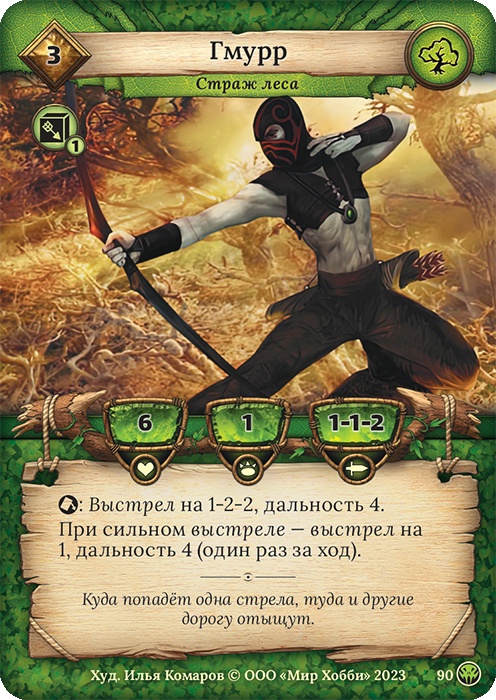 3
Гмурр
Страж леса
1
6
1
1-1-2
: Выстрел на 1-2-2, дальность 4.
При сильном выстреле — выстрел на
1, дальность 4 (один раз за ход).
Куда попадёт одна стрела, туда и другие
дорогу отыщут.
Худ. Илья Комаров © ООО «Мир Хобби» 2023
90